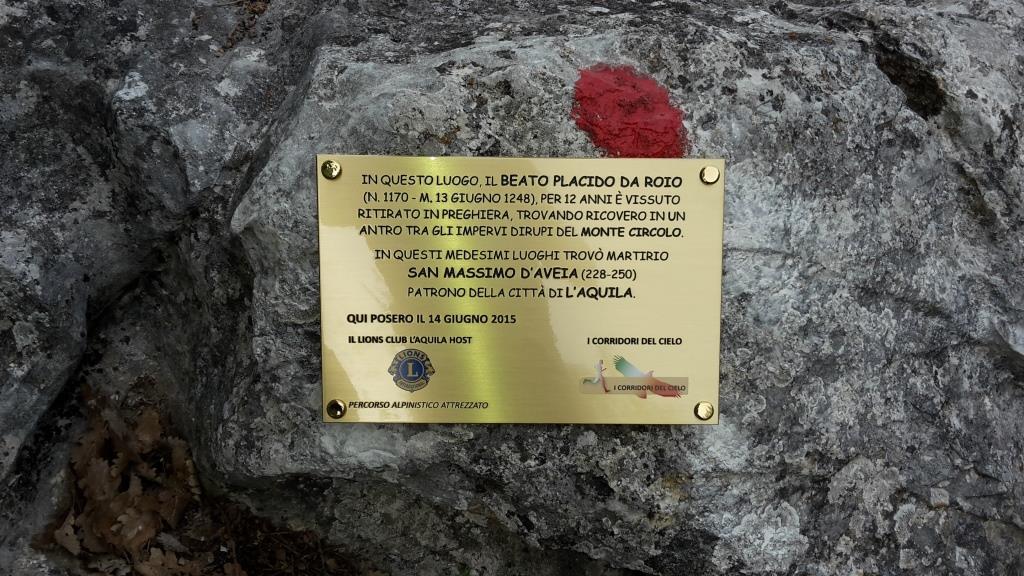 IN QUESTO LUOGO, IL BEATO PLACIDO DA ROIO
(N. 1170 - M. 13 GIUGNO 1248), PER 12 ANNI È VISSUTO
RITIRATO IN PREGHIERA, TROVANDO RICOVERO IN UN
ANTRO TRA GLI IMPERVI DIRUPI DEL MONTE CIRCOLO.
IN QUESTI MEDESIMI LUOGHI TROVÒ MARTIRIO
SAN MASSIMO D'AVEIA (228-250)
PATRONO DELLA CITTÀ DI L'AQUILA.
QUI POSERO IL 14 GIUGNO 2015
IL LIONS CLUB L'AQUILA HOST
LIONS
L
I CORRIDORI DEL CIELO
I CORRIDORI DEL CIELO
PERCORSO ALPINISTICO ATTREZZATO